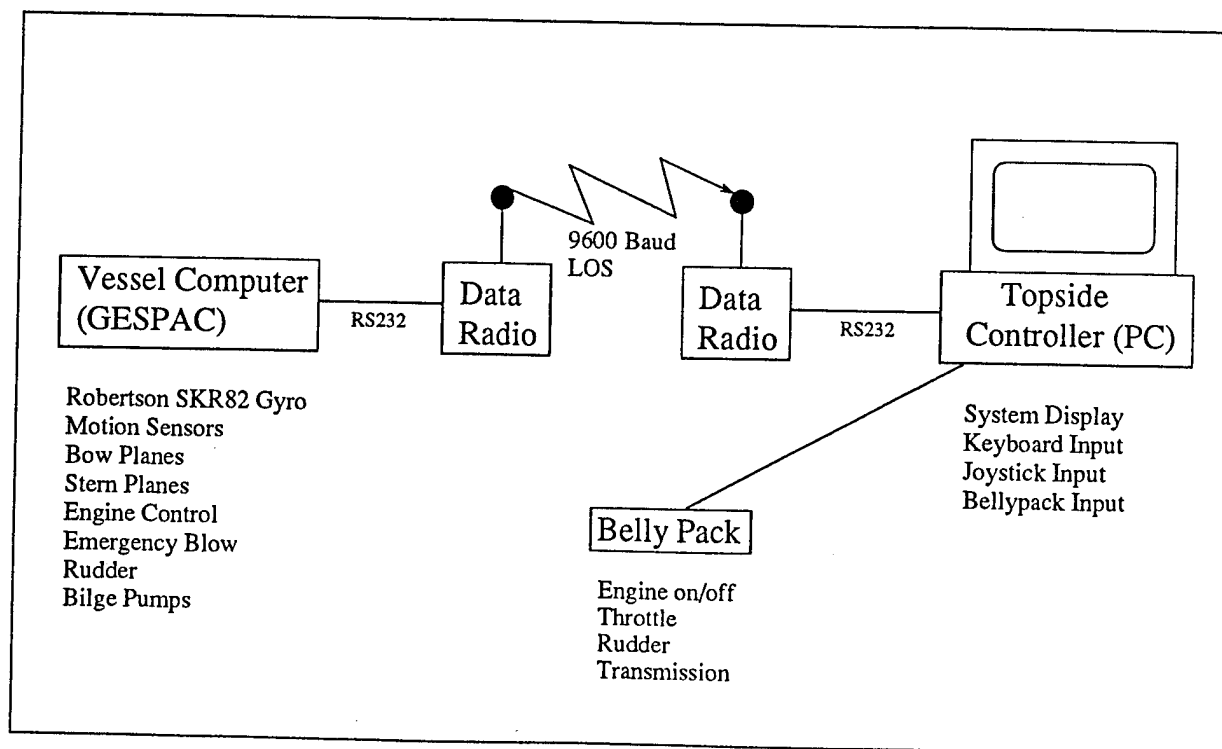 9600 Baud
LOS
Vessel Computer
(GESPAC)
RS232
Data
Radio
Data
Radio
RS232
Topside
Controller (PC)
Robertson SKR82 Gyro
Motion Sensors
Bow Planes
Stern Planes
Engine Control
Emergency Blow
Rudder
Bilge Pumps
Belly Pack
Engine on/off
Throttle
Rudder
Transmission
System Display
Keyboard Input
Joystick Input
Bellypack Input